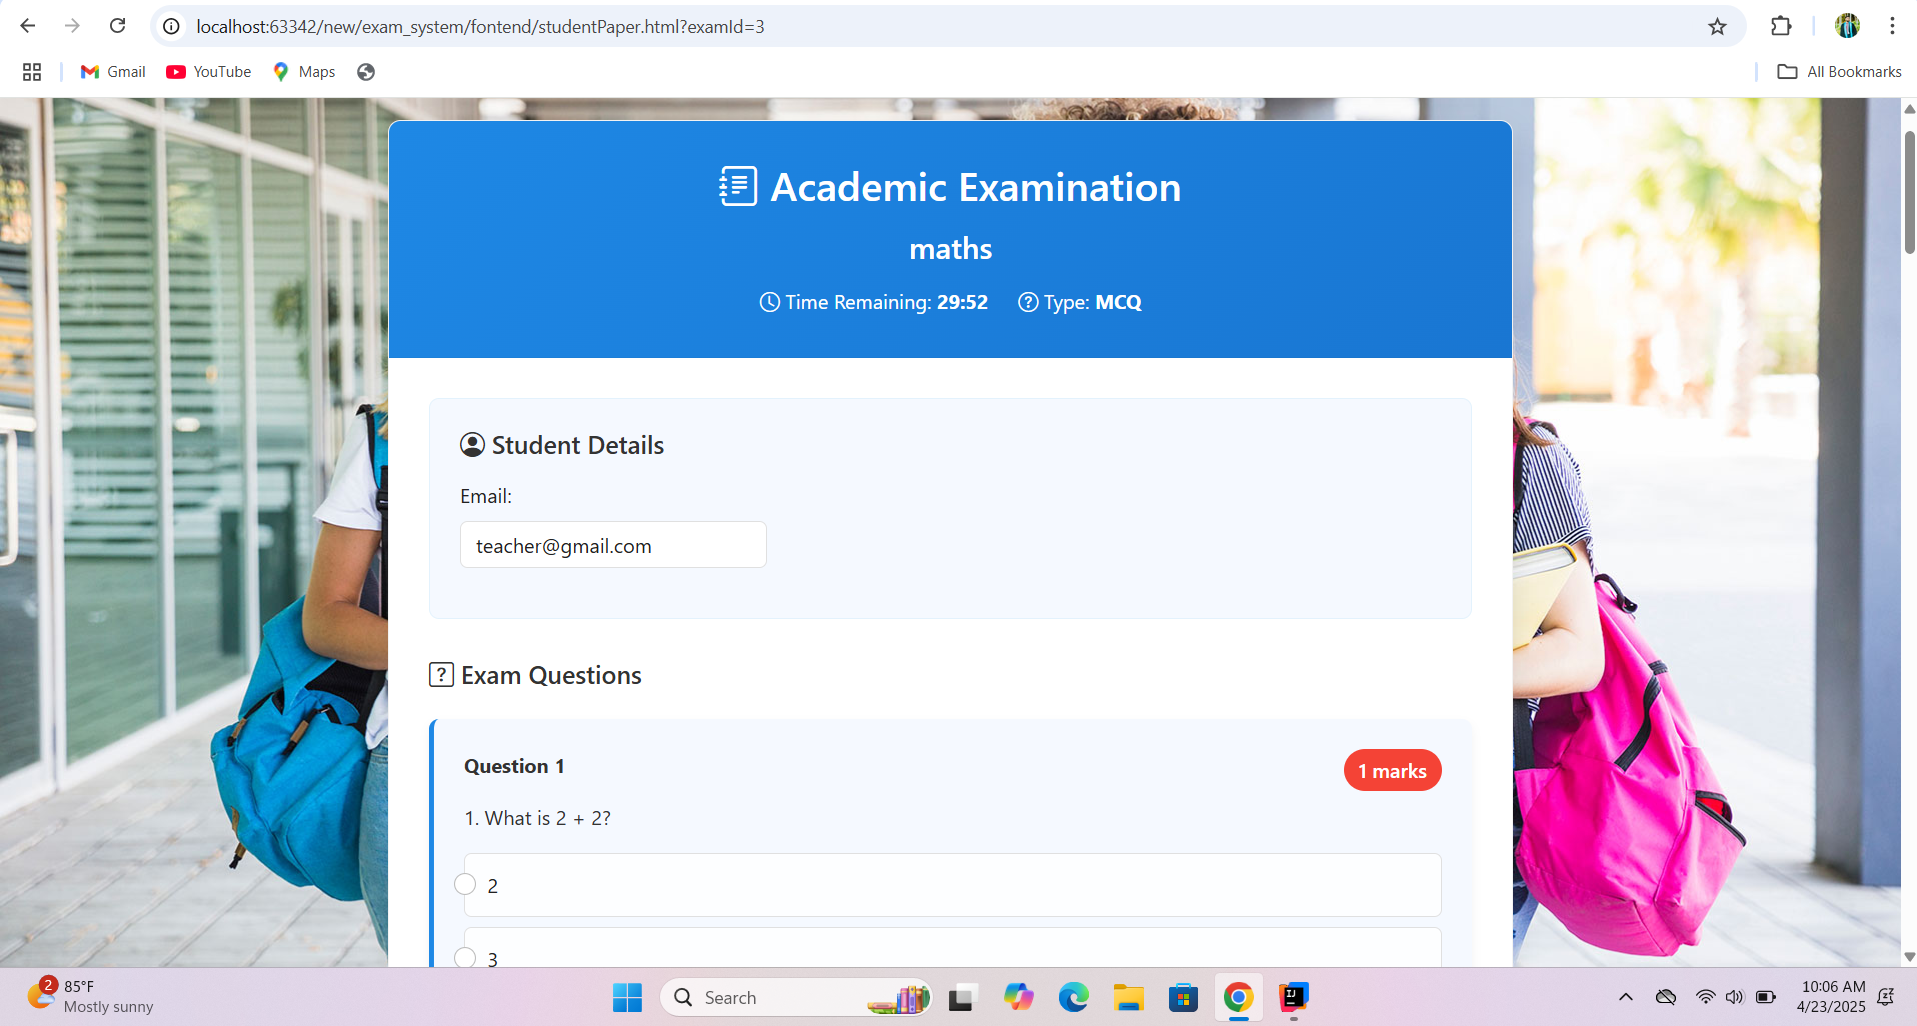 localhost:63342/new/exam_system/fontend/studentPaper.html?examId=3
Gmail YouTube Maps All Bookmarks
Academic Examination
maths
Time Remaining: 29:52 Type: MCQ
Student Details
Email:
teacher@gmail.com
Exam Questions
Question 1 1 marks
1. What is 2 + 2?
2
3
2 85°F
Mostly sunny
Search
10:06 AM
4/23/2025